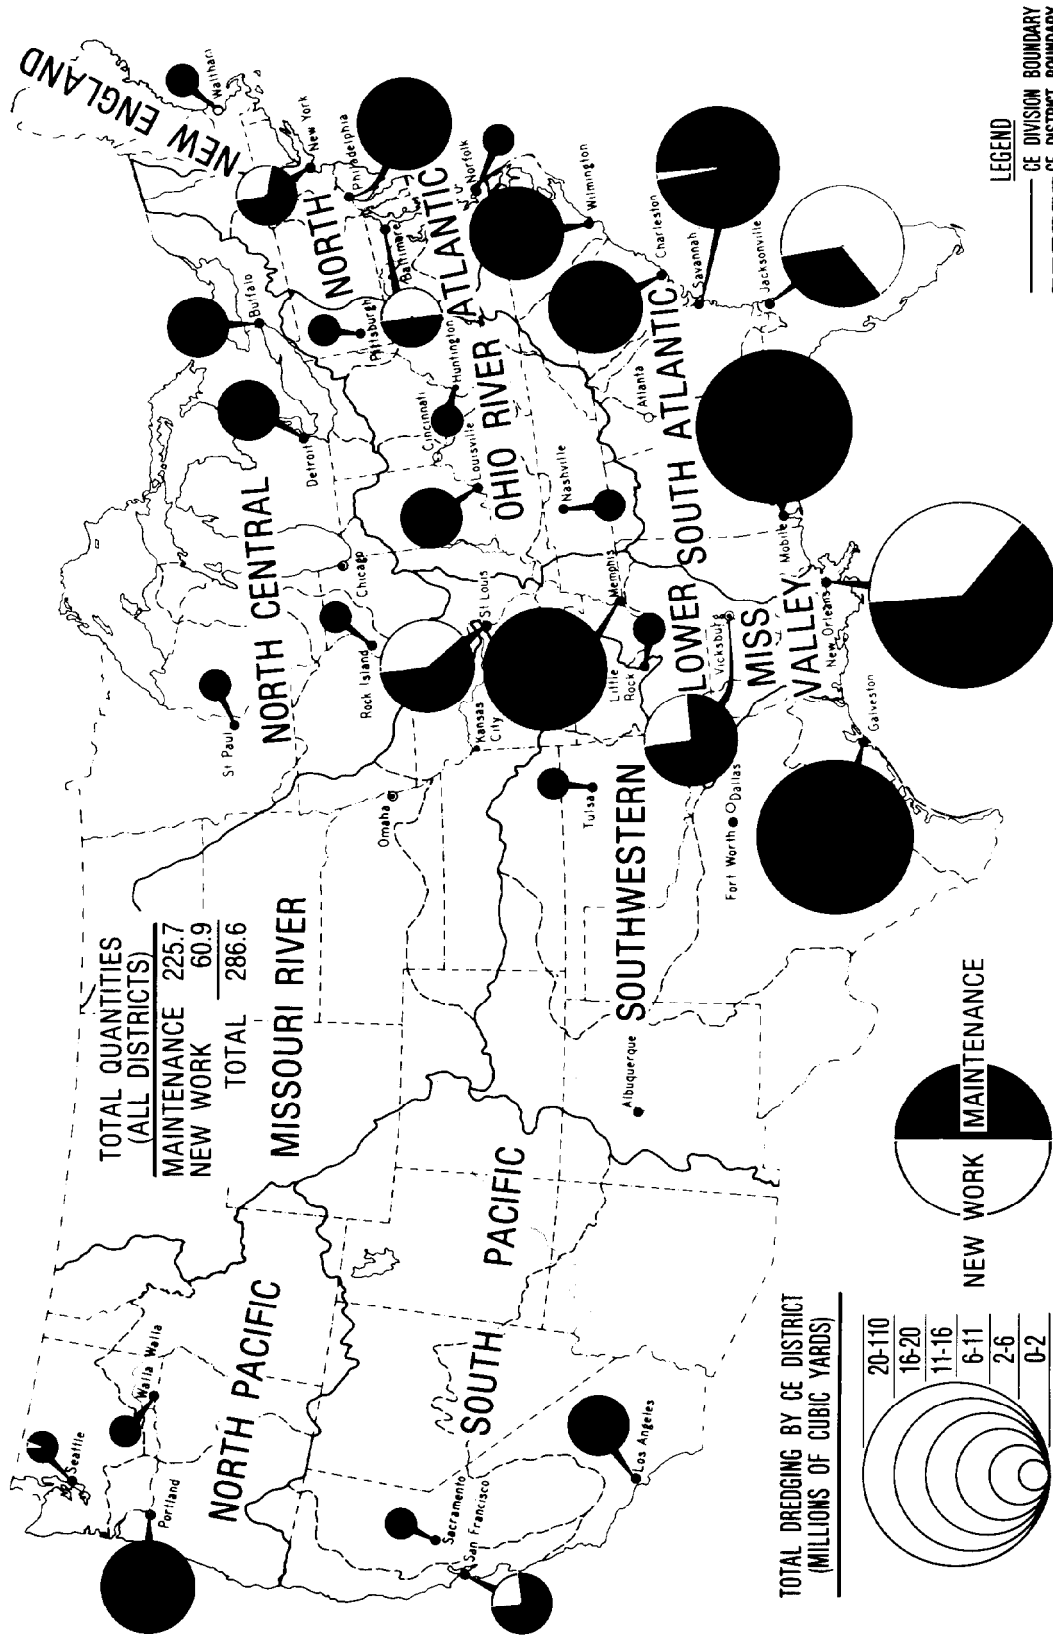 NEW ENGLAND
Waltham
New York
Philadelphia
NORTH
ATLANTIC
Baltimare
Norfolk
Buffalo
Pittsburgh
Detroit
NORTH CENTRAL
Chicago
Rock Island
St Paul
Huntington
Cincinnati
Louisville
OHIO RIVER
Nashville
Wilmington
Charleston
Savannah
Jacksonville
SOUTH ATLANTIC
Atlanta
Mobile
St Louis
Memphis
Little
Rock
LOWER
MISS
VALLEY
Vicksburg
New Orleans
Galveston
Kansas
City
Omaha
Tulsa
SOUTHWESTERN
Fort Worth
Dallas
Albuquerque
TOTAL QUANTITIES
(ALL DISTRICTS)
MAINTENANCE 225.7
NEW WORK 60.9
TOTAL 286.6
MISSOURI RIVER
Seattle
Walla Walla
Portland
NORTH PACIFIC
SOUTH
PACIFIC
Sacramento
San Francisco
Los Angeles
TOTAL DREDGING BY CE DISTRICT
(MILLIONS OF CUBIC YARDS)
20-110
16-20
11-16
6-11
2-6
0-2
NEW WORK MAINTENANCE
LEGEND
CE DIVISION BOUNDARY
CE DISTRICT BOUNDARY